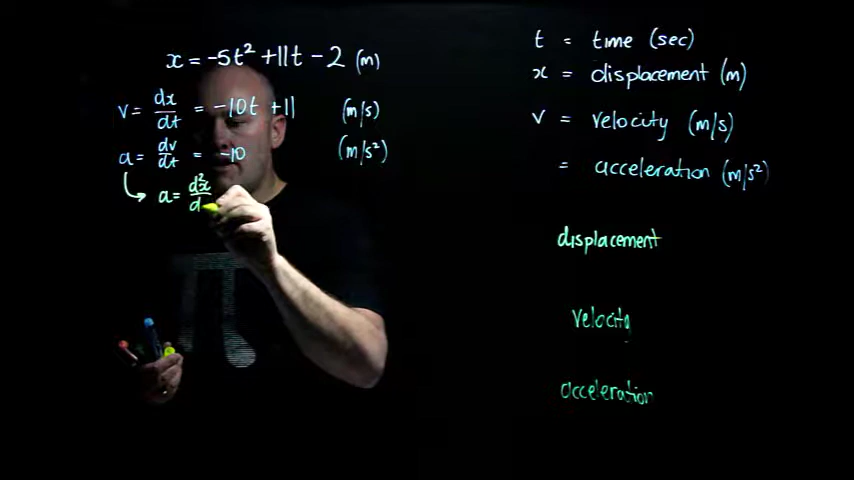 x = -5t² + 11t - 2 (m)
v = dx/dt = -10t + 11 (m/s)
a = dv/dt = -10 (m/s²)
a = d²x/d
t = time (sec)
x = displacement (m)
v = velocity (m/s)
= acceleration (m/s²)
displacement
velocity
acceleration